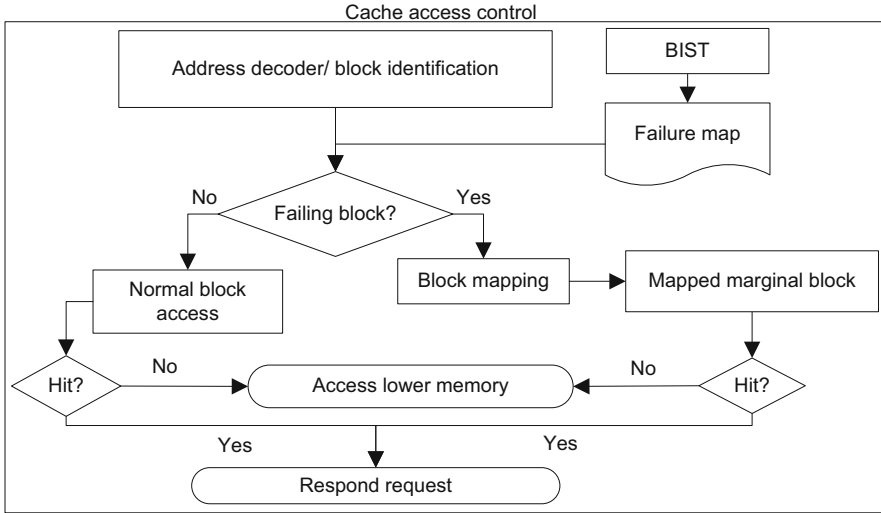 Cache access control
Address decoder/ block identification
BIST
Failure map
No
Failing block?
Yes
Normal block
access
Block mapping
Mapped marginal block
Hit?
No
Access lower memory
No
Hit?
Yes
Yes
Respond request